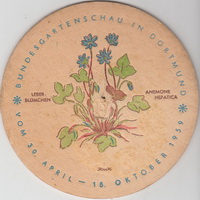 BUNDESGARTENSCHAU IN DORTMUND
VOM 30. APRIL – 18. OKTOBER 1959
LEBER
BLÜMCHEN
ANEMONE
HEPATICA